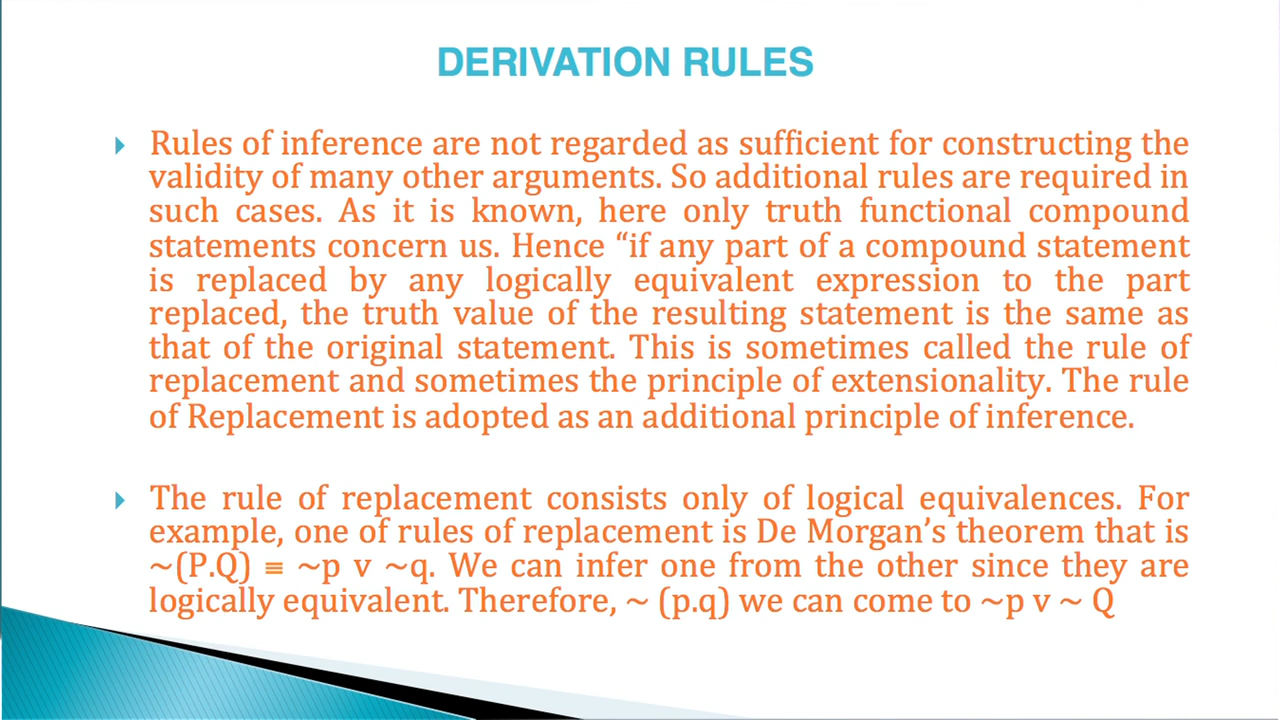 DERIVATION RULES
Rules of inference are not regarded as sufficient for constructing the
validity of many other arguments. So additional rules are required in
such cases. As it is known, here only truth functional compound
statements concern us. Hence “if any part of a compound statement
is replaced by any logically equivalent expression to the part
replaced, the truth value of the resulting statement is the same as
that of the original statement. This is sometimes called the rule of
replacement and sometimes the principle of extensionality. The rule
of Replacement is adopted as an additional principle of inference.
The rule of replacement consists only of logical equivalences. For
example, one of rules of replacement is De Morgan’s theorem that is
~(P.Q) ≡ ~p v ~q. We can infer one from the other since they are
logically equivalent. Therefore, ~ (p.q) we can come to ~p v ~ Q